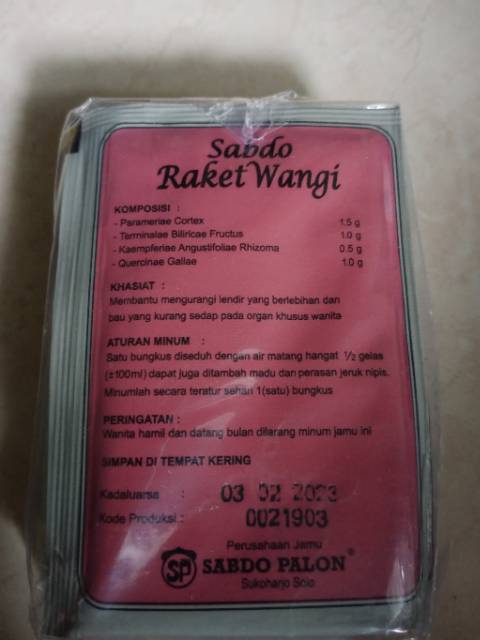 Sabdo
Raket Wangi
KOMPOSISI :
- Parameriae Cortex 1.5 g
- Terminalae Biliricae Fructus 1.0 g
- Kaempferiae Angustifoliae Rhizoma 0.5 g
- Quercinae Gallae 1.0 g
KHASIAT :
Membantu mengurangi lendir yang berlebihan dan
bau yang kurang sedap pada organ khusus wanita
ATURAN MINUM :
Satu bungkus diseduh dengan air matang hangat 1/2 gelas
(±100ml) dapat juga ditambah madu dan perasan jeruk nipis.
Minumlah secara teratur sehari 1(satu) bungkus
PERINGATAN :
Wanita hamil dan datang bulan dilarang minum jamu ini
SIMPAN DI TEMPAT KERING
Kadaluarsa : 03 02 2023
Kode Produksi : 0021903
Perusahaan Jamu
SP SABDO PALON®
Sukoharjo Solo